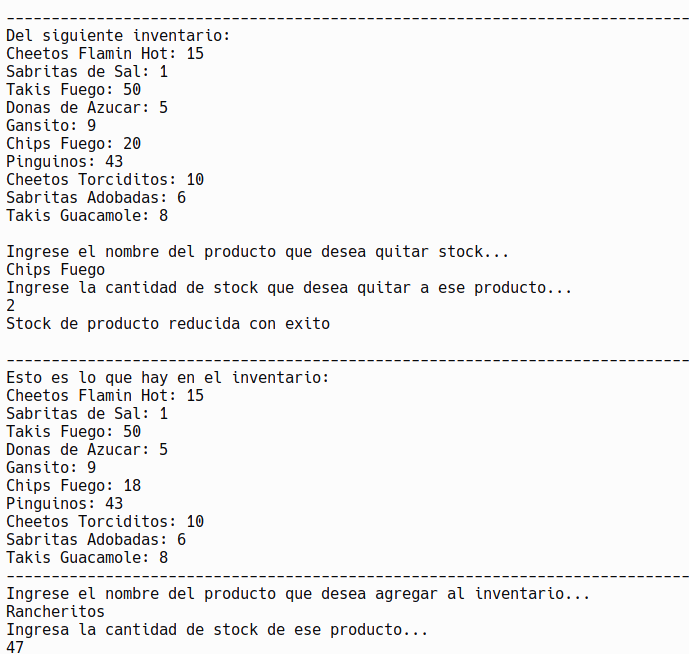 ----------------------------------------------------------------------------
Del siguiente inventario:
Cheetos Flamin Hot: 15
Sabritas de Sal: 1
Takis Fuego: 50
Donas de Azucar: 5
Gansito: 9
Chips Fuego: 20
Pinguinos: 43
Cheetos Torciditos: 10
Sabritas Adobadas: 6
Takis Guacamole: 8

Ingrese el nombre del producto que desea quitar stock...
Chips Fuego
Ingrese la cantidad de stock que desea quitar a ese producto...
2
Stock de producto reducida con exito

----------------------------------------------------------------------------
Esto es lo que hay en el inventario:
Cheetos Flamin Hot: 15
Sabritas de Sal: 1
Takis Fuego: 50
Donas de Azucar: 5
Gansito: 9
Chips Fuego: 18
Pinguinos: 43
Cheetos Torciditos: 10
Sabritas Adobadas: 6
Takis Guacamole: 8
----------------------------------------------------------------------------
Ingrese el nombre del producto que desea agregar al inventario...
Rancheritos
Ingresa la cantidad de stock de ese producto...
47